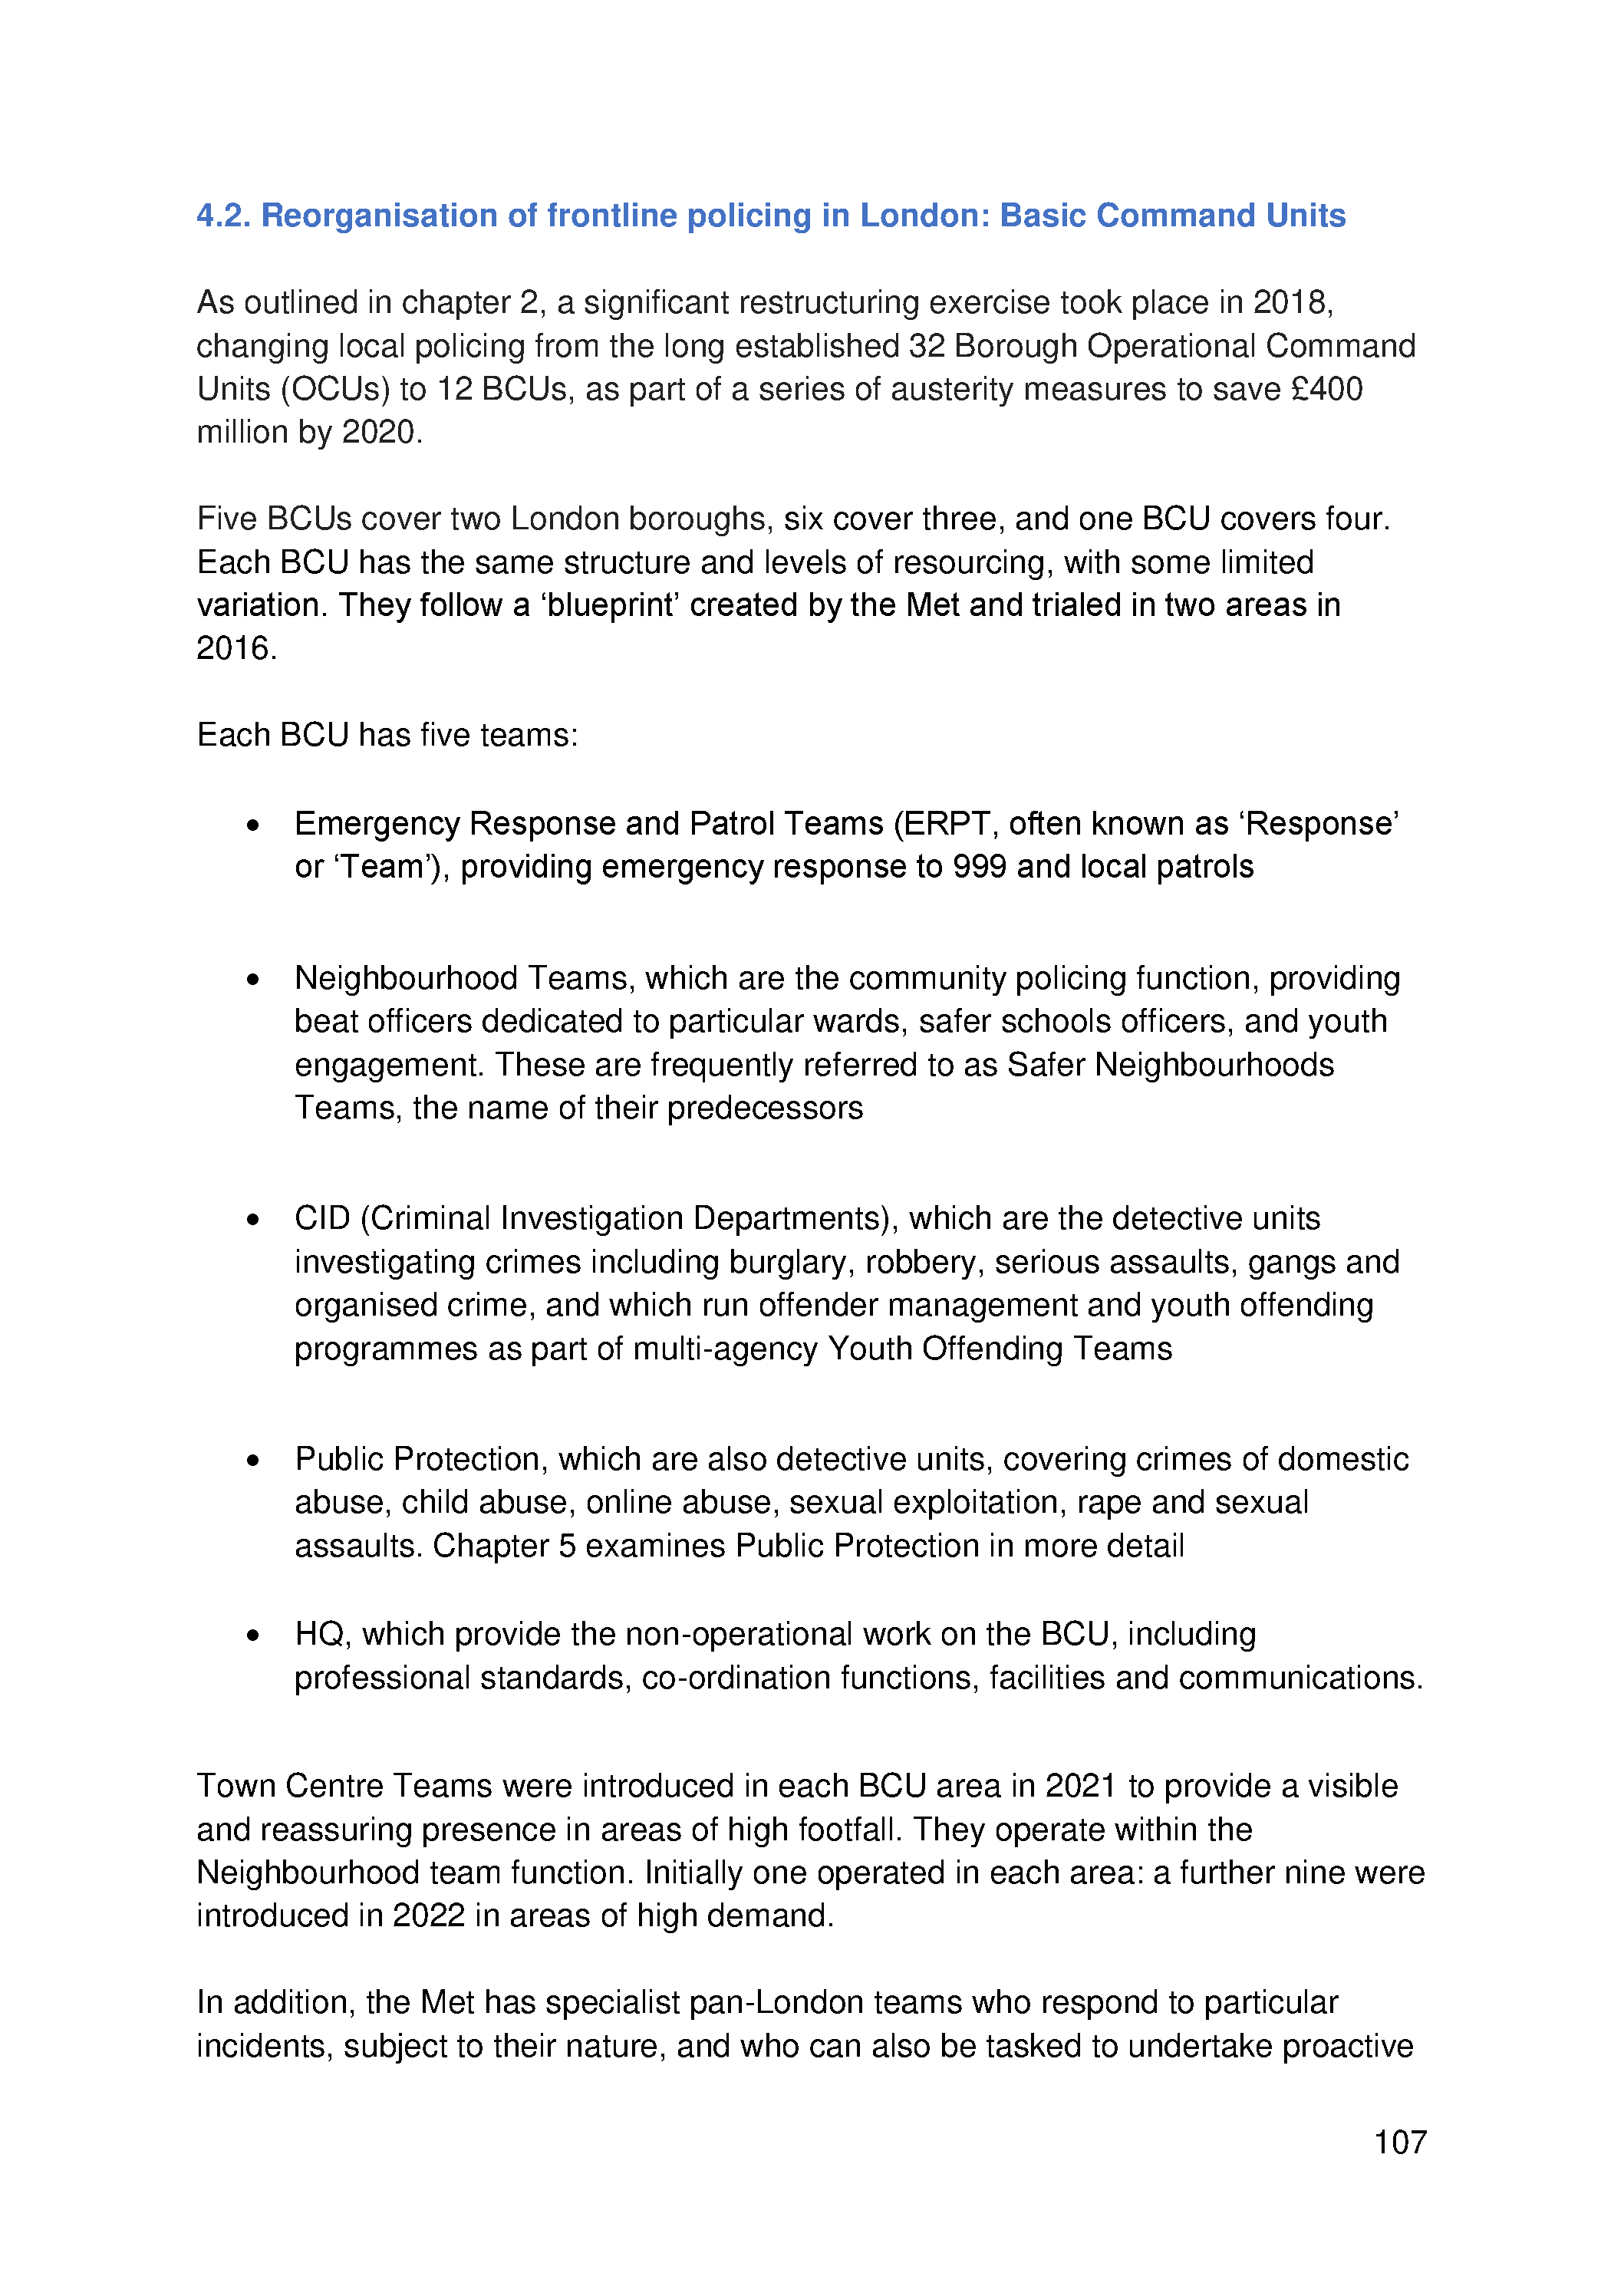 4.2. Reorganisation of frontline policing in London: Basic Command Units
As outlined in chapter 2, a significant restructuring exercise took place in 2018,
changing local policing from the long established 32 Borough Operational Command
Units (OCUs) to 12 BCUs, as part of a series of austerity measures to save £400
million by 2020.
Five BCUs cover two London boroughs, six cover three, and one BCU covers four.
Each BCU has the same structure and levels of resourcing, with some limited
variation. They follow a ‘blueprint’ created by the Met and trialed in two areas in
2016.
Each BCU has five teams:
• Emergency Response and Patrol Teams (ERPT, often known as ‘Response’
or ‘Team’), providing emergency response to 999 and local patrols
• Neighbourhood Teams, which are the community policing function, providing
beat officers dedicated to particular wards, safer schools officers, and youth
engagement. These are frequently referred to as Safer Neighbourhoods
Teams, the name of their predecessors
• CID (Criminal Investigation Departments), which are the detective units
investigating crimes including burglary, robbery, serious assaults, gangs and
organised crime, and which run offender management and youth offending
programmes as part of multi-agency Youth Offending Teams
• Public Protection, which are also detective units, covering crimes of domestic
abuse, child abuse, online abuse, sexual exploitation, rape and sexual
assaults. Chapter 5 examines Public Protection in more detail
• HQ, which provide the non-operational work on the BCU, including
professional standards, co-ordination functions, facilities and communications.
Town Centre Teams were introduced in each BCU area in 2021 to provide a visible
and reassuring presence in areas of high footfall. They operate within the
Neighbourhood team function. Initially one operated in each area: a further nine were
introduced in 2022 in areas of high demand.
In addition, the Met has specialist pan-London teams who respond to particular
incidents, subject to their nature, and who can also be tasked to undertake proactive
107